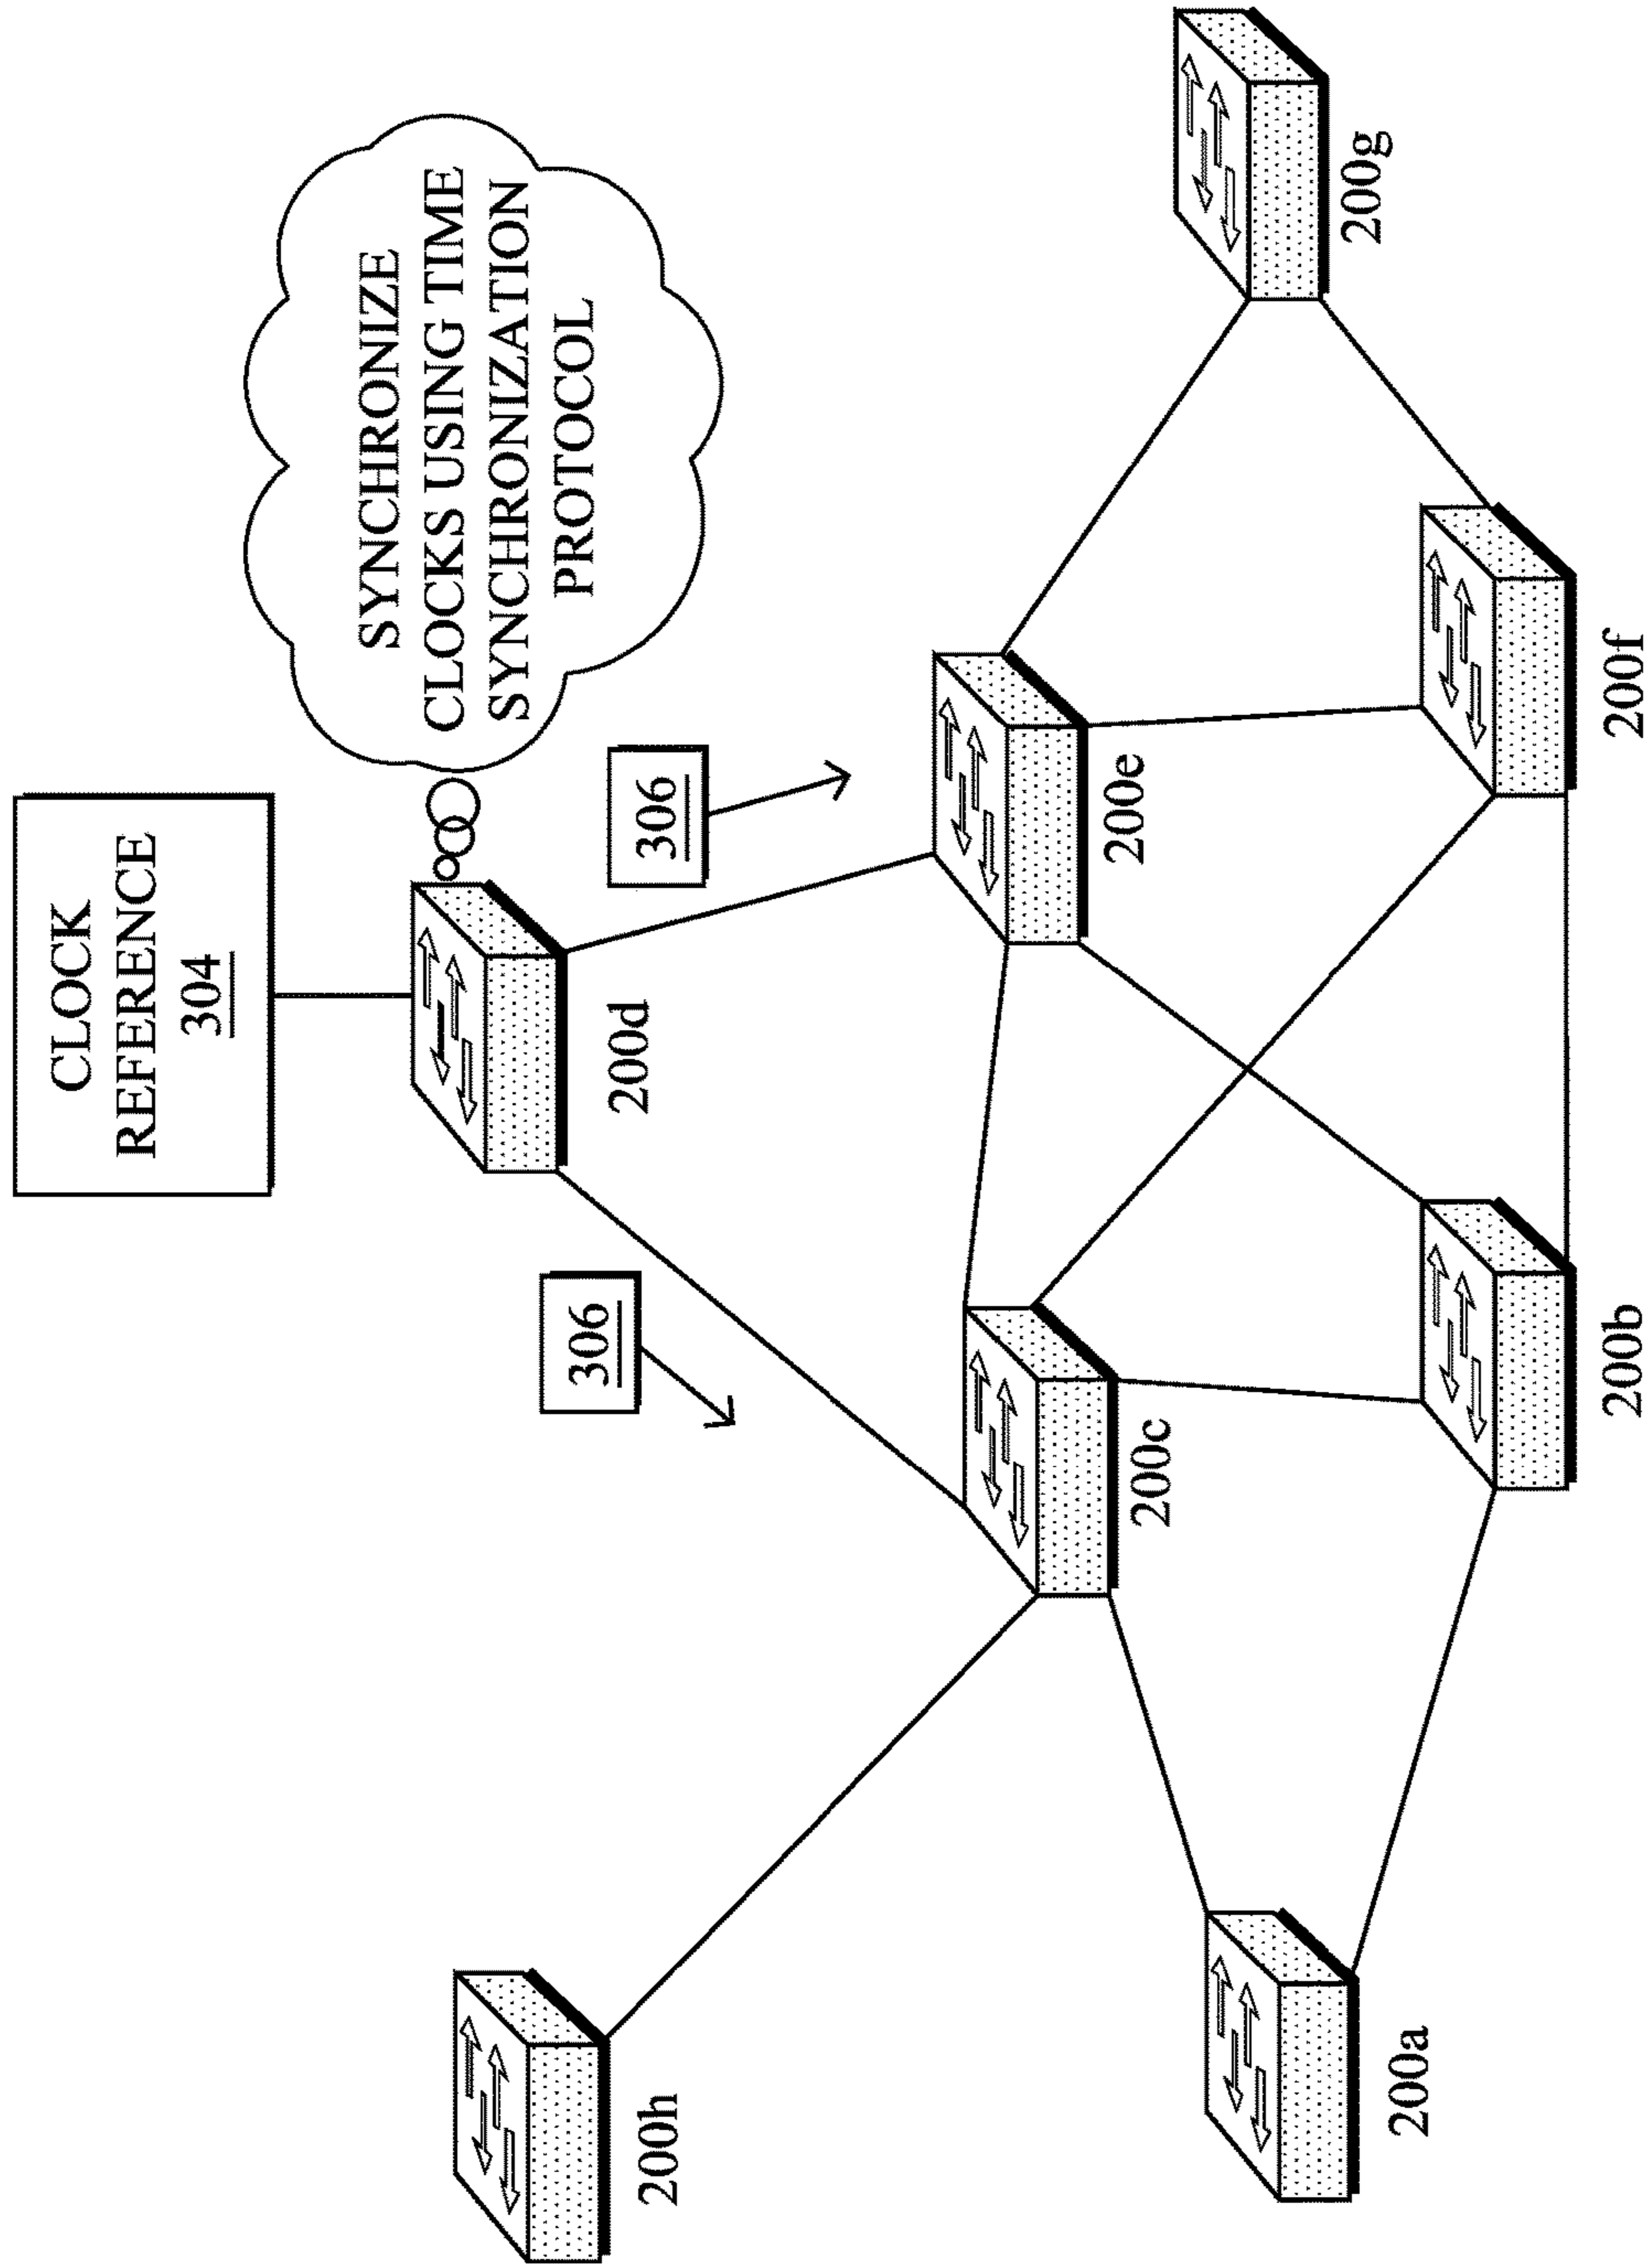 CLOCK
REFERENCE
304
SYNCHRONIZE
CLOCKS USING TIME
SYNCHRONIZATION
PROTOCOL
306
306
200d
200h
200e
200c
200g
200a
200b
200f